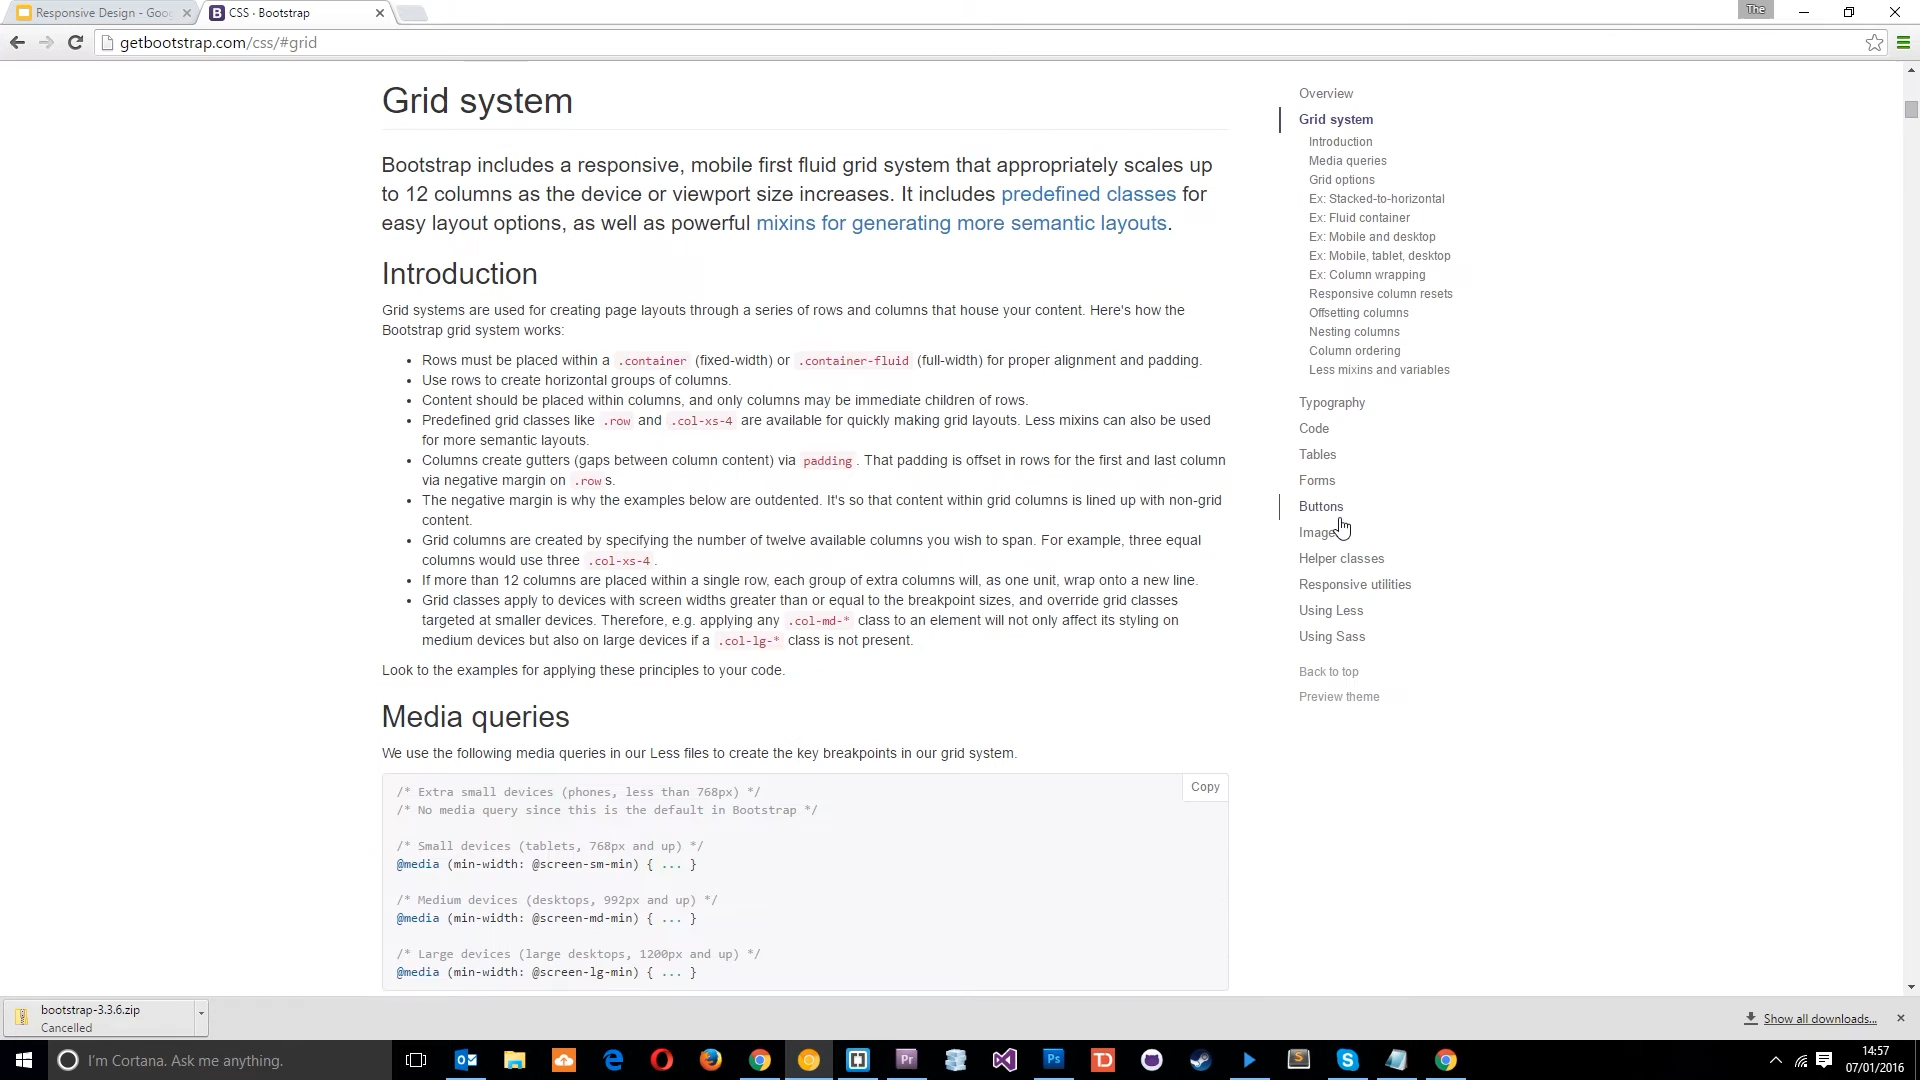 Responsive Design - Goo
CSS · Bootstrap
The
getbootstrap.com/css/#grid
Grid system
Bootstrap includes a responsive, mobile first fluid grid system that appropriately scales up
to 12 columns as the device or viewport size increases. It includes predefined classes for
easy layout options, as well as powerful mixins for generating more semantic layouts.
Introduction
Grid systems are used for creating page layouts through a series of rows and columns that house your content. Here's how the
Bootstrap grid system works:
• Rows must be placed within a .container (fixed-width) or .container-fluid (full-width) for proper alignment and padding.
• Use rows to create horizontal groups of columns.
• Content should be placed within columns, and only columns may be immediate children of rows.
• Predefined grid classes like .row and .col-xs-4 are available for quickly making grid layouts. Less mixins can also be used
for more semantic layouts.
• Columns create gutters (gaps between column content) via padding. That padding is offset in rows for the first and last column
via negative margin on .rows.
• The negative margin is why the examples below are outdented. It's so that content within grid columns is lined up with non-grid
content.
• Grid columns are created by specifying the number of twelve available columns you wish to span. For example, three equal
columns would use three .col-xs-4.
• If more than 12 columns are placed within a single row, each group of extra columns will, as one unit, wrap onto a new line.
• Grid classes apply to devices with screen widths greater than or equal to the breakpoint sizes, and override grid classes
targeted at smaller devices. Therefore, e.g. applying any .col-md-* class to an element will not only affect its styling on
medium devices but also on large devices if a .col-lg-* class is not present.
Look to the examples for applying these principles to your code.
Media queries
We use the following media queries in our Less files to create the key breakpoints in our grid system.
Copy
/* Extra small devices (phones, less than 768px) */
/* No media query since this is the default in Bootstrap */
/* Small devices (tablets, 768px and up) */
@media (min-width: @screen-sm-min) { ... }
/* Medium devices (desktops, 992px and up) */
@media (min-width: @screen-md-min) { ... }
/* Large devices (large desktops, 1200px and up) */
@media (min-width: @screen-lg-min) { ... }
Overview
Grid system
Introduction
Media queries
Grid options
Ex: Stacked-to-horizontal
Ex: Fluid container
Ex: Mobile and desktop
Ex: Mobile, tablet, desktop
Ex: Column wrapping
Responsive column resets
Offsetting columns
Nesting columns
Column ordering
Less mixins and variables
Typography
Code
Tables
Forms
Buttons
Image
Helper classes
Responsive utilities
Using Less
Using Sass
Back to top
Preview theme
bootstrap-3.3.6.zip
Cancelled
Show all downloads...
I'm Cortana. Ask me anything.
Pr
Ps
TD
S
14:57
07/01/2016